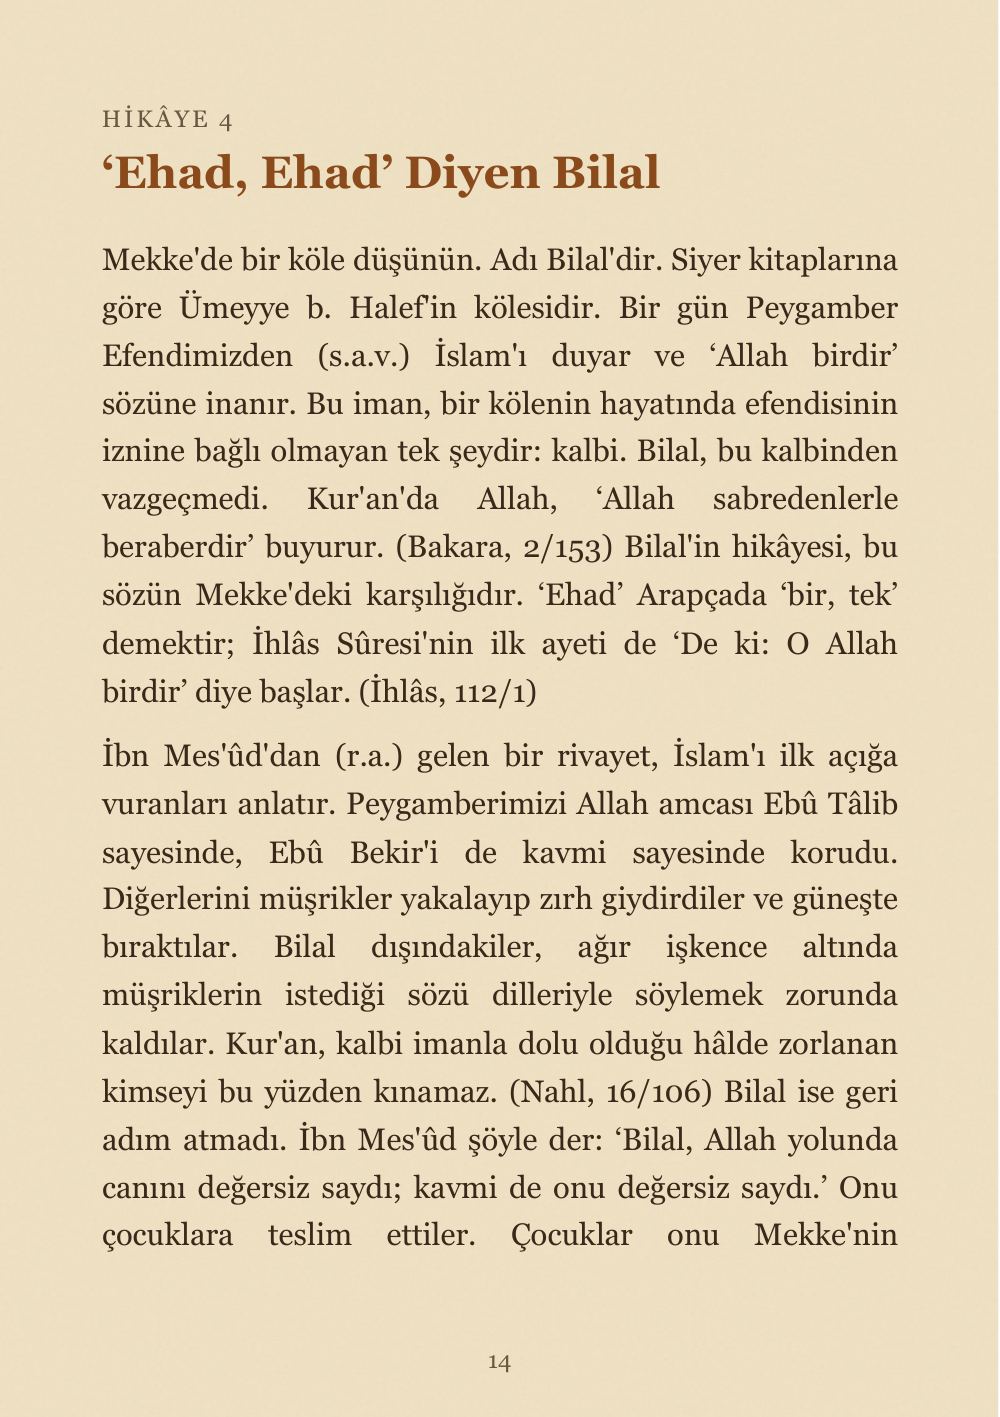 HİKÂYE 4
‘Ehad, Ehad’ Diyen Bilal
Mekke'de bir köle düşünün. Adı Bilal'dir. Siyer kitaplarına
göre Ümeyye b. Halef'in kölesidir. Bir gün Peygamber
Efendimizden (s.a.v.) İslam'ı duyar ve ‘Allah birdir’
sözüne inanır. Bu iman, bir kölenin hayatında efendisinin
iznine bağlı olmayan tek şeydir: kalbi. Bilal, bu kalbinden
vazgeçmedi. Kur'an'da Allah, ‘Allah sabredenlerle
beraberdir’ buyurur. (Bakara, 2/153) Bilal'in hikâyesi, bu
sözün Mekke'deki karşılığıdır. ‘Ehad’ Arapçada ‘bir, tek’
demektir; İhlâs Sûresi'nin ilk ayeti de ‘De ki: O Allah
birdir’ diye başlar. (İhlâs, 112/1)
İbn Mes'ûd'dan (r.a.) gelen bir rivayet, İslam'ı ilk açığa
vuranları anlatır. Peygamberimizi Allah amcası Ebû Tâlib
sayesinde, Ebû Bekir'i de kavmi sayesinde korudu.
Diğerlerini müşrikler yakalayıp zırh giydirdiler ve güneşte
bıraktılar. Bilal dışındakiler, ağır işkence altında
müşriklerin istediği sözü dilleriyle söylemek zorunda
kaldılar. Kur'an, kalbi imanla dolu olduğu hâlde zorlanan
kimseyi bu yüzden kınamaz. (Nahl, 16/106) Bilal ise geri
adım atmadı. İbn Mes'ûd şöyle der: ‘Bilal, Allah yolunda
canını değersiz saydı; kavmi de onu değersiz saydı.’ Onu
çocuklara teslim ettiler. Çocuklar onu Mekke'nin
14